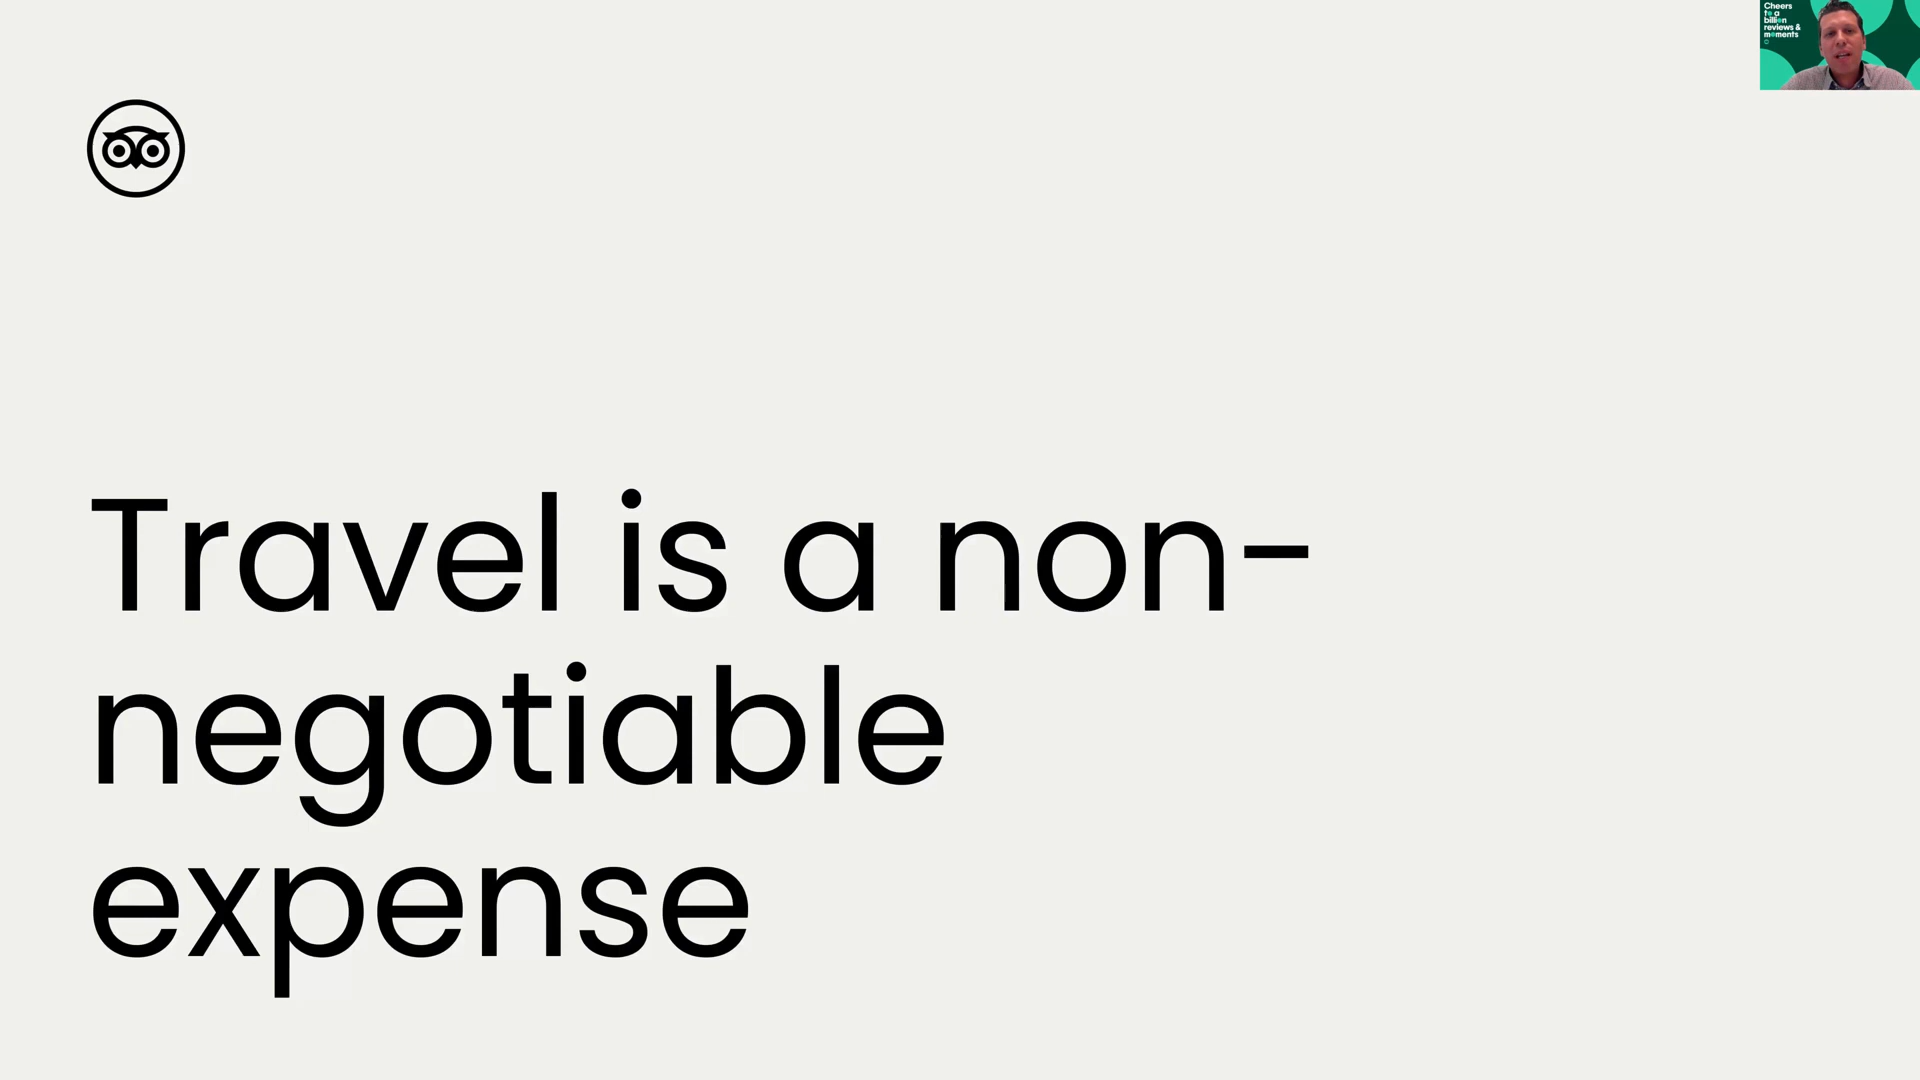 Cheers
to a
billion
reviews &
moments
Travel is a non-
negotiable
expense